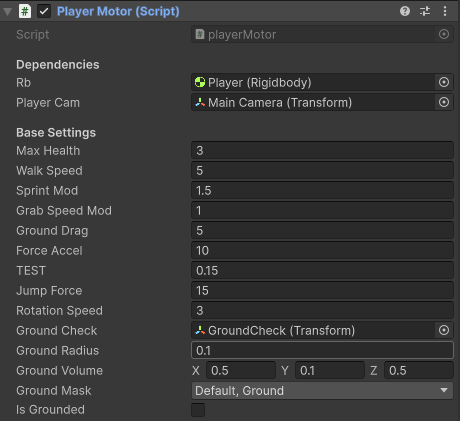 # Player Motor (Script)
Script # playerMotor
Dependencies
Rb Player (Rigidbody)
Player Cam Main Camera (Transform)
Base Settings
Max Health 3
Walk Speed 5
Sprint Mod 1.5
Grab Speed Mod 1
Ground Drag 5
Force Accel 10
TEST 0.15
Jump Force 15
Rotation Speed 3
Ground Check GroundCheck (Transform)
Ground Radius 0.1
Ground Volume X 0.5 Y 0.1 Z 0.5
Ground Mask Default, Ground
Is Grounded